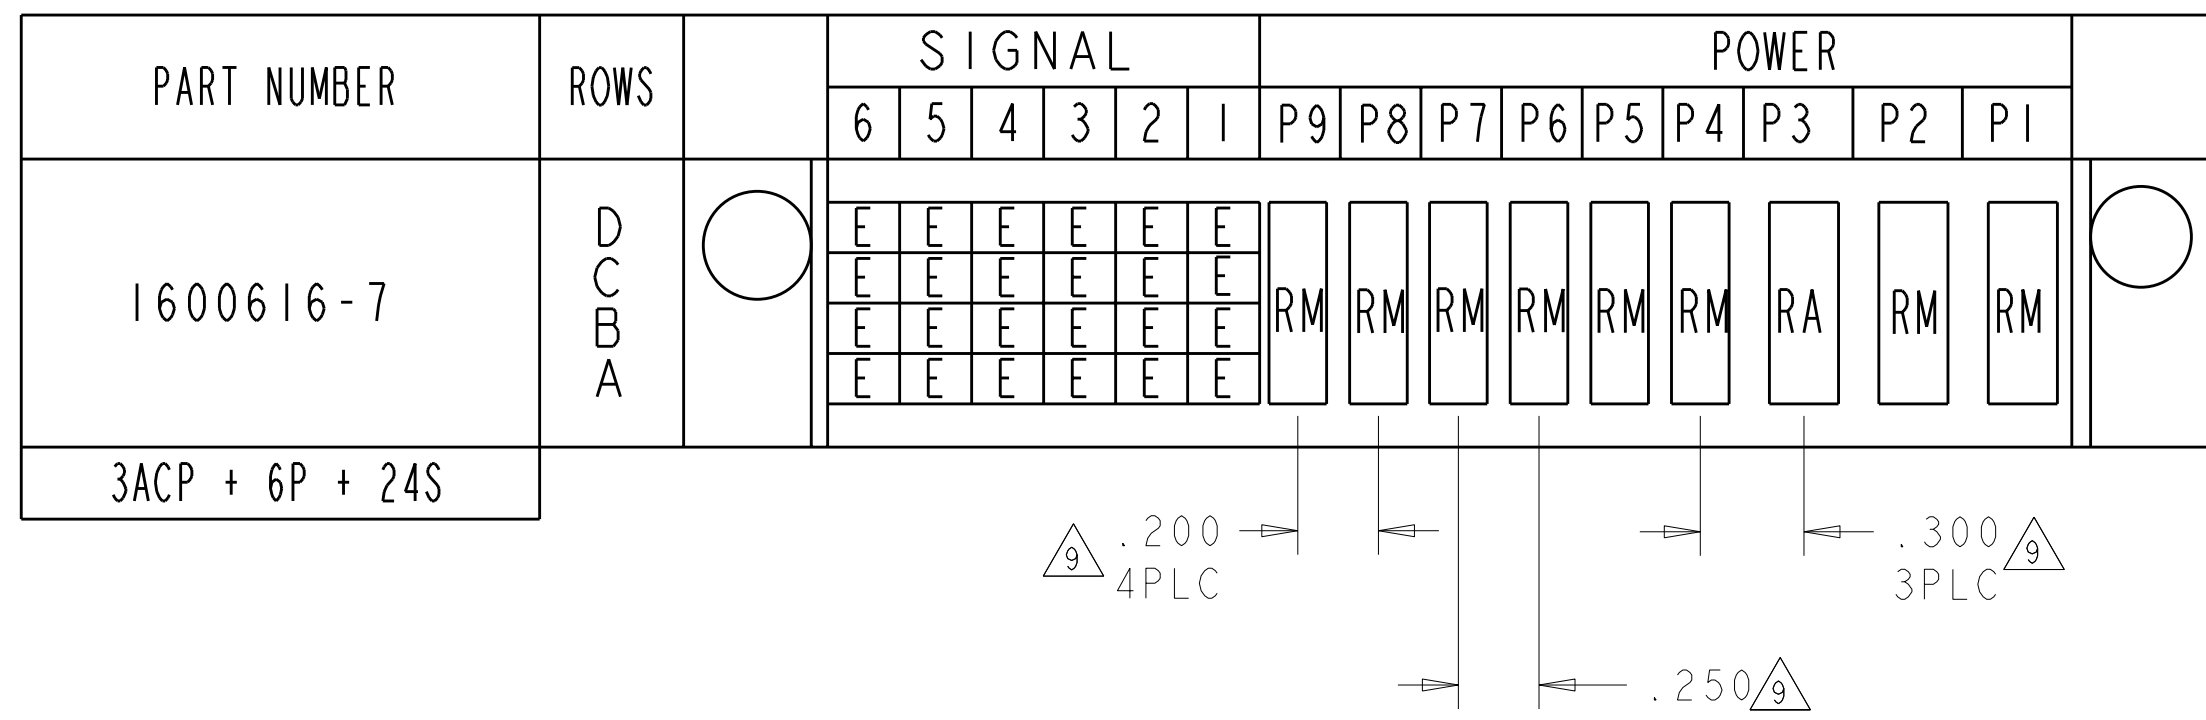 PART NUMBER ROWS SIGNAL POWER
6 5 4 3 2 1 P9 P8 P7 P6 P5 P4 P3 P2 P1
D E E E E E E
C E E E E E E
1600616-7 RM RM RM RM RM RM RA RM RM
B E E E E E E
A E E E E E E
3ACP + 6P + 24S
9 .200 .300 9
4PLC 3PLC
.250 9